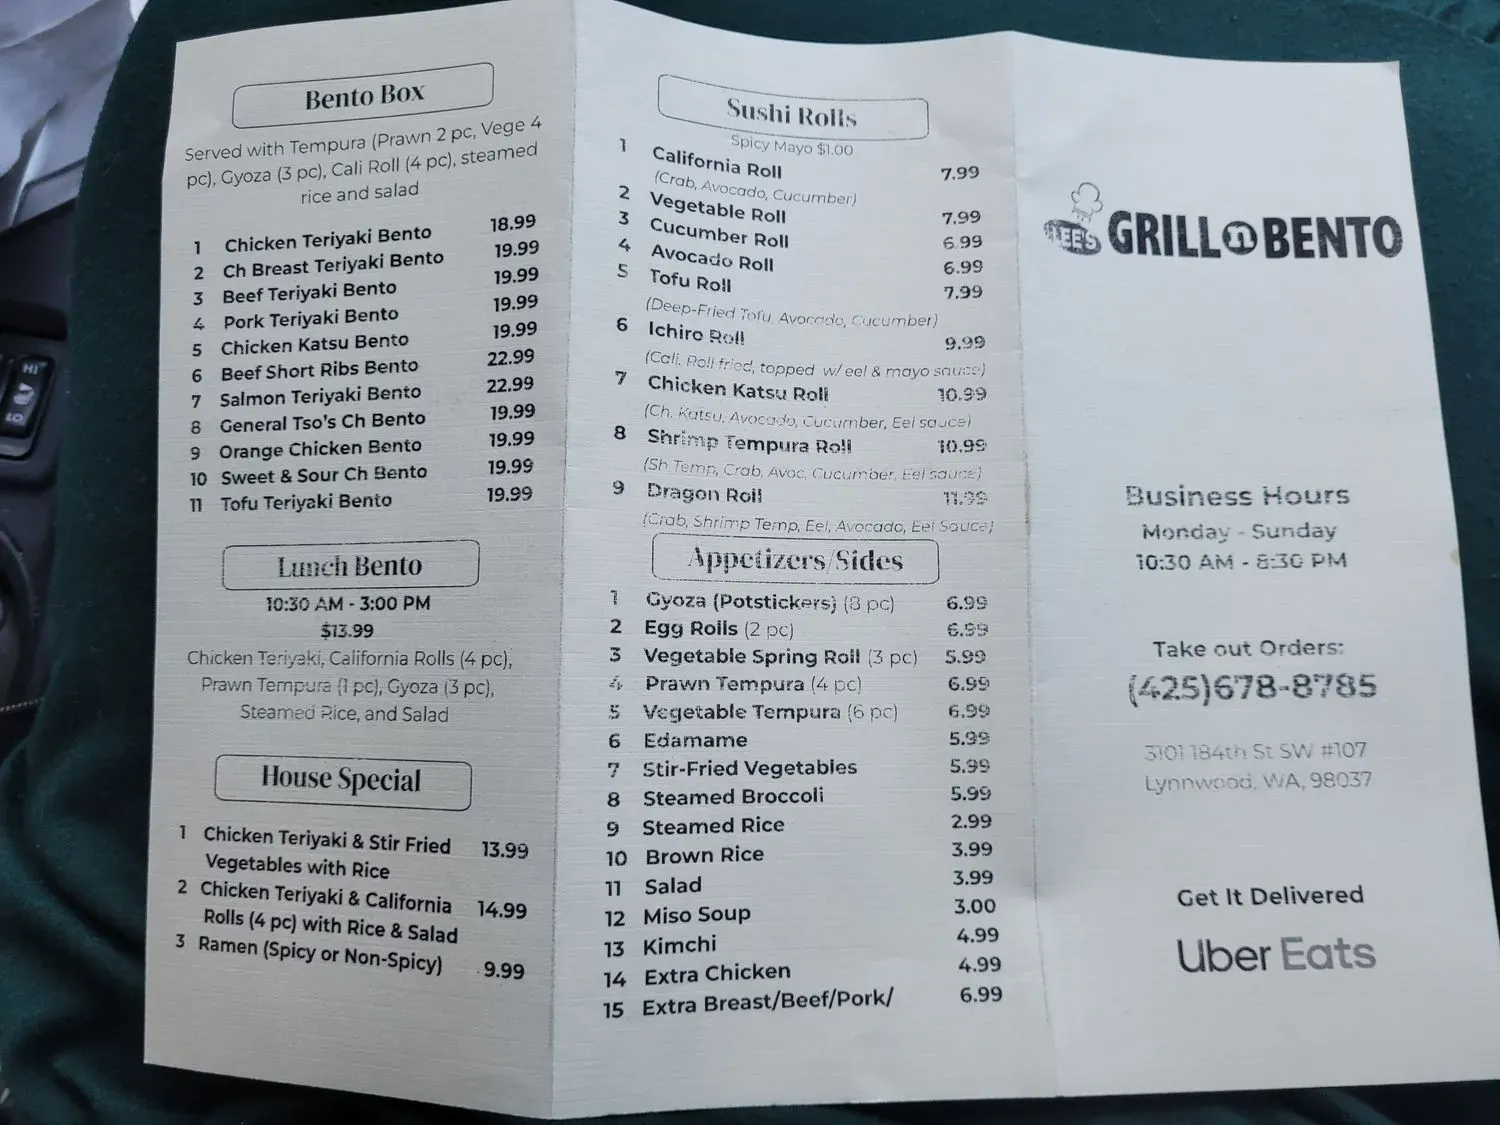 Bento Box
Served with Tempura (Prawn 2 pc, Vege 4
pc), Gyoza (3 pc), Cali Roll (4 pc), steamed
rice and salad
1 Chicken Teriyaki Bento 18.99
2 Ch Breast Teriyaki Bento 19.99
3 Beef Teriyaki Bento 19.99
4 Pork Teriyaki Bento 19.99
5 Chicken Katsu Bento 19.99
6 Beef Short Ribs Bento 22.99
7 Salmon Teriyaki Bento 22.99
8 General Tso's Ch Bento 19.99
9 Orange Chicken Bento 19.99
10 Sweet & Sour Ch Bento 19.99
11 Tofu Teriyaki Bento 19.99
Lunch Bento
10:30 AM - 3:00 PM
$13.99
Chicken Teriyaki, California Rolls (4 pc),
Prawn Tempura (1 pc), Gyoza (3 pc),
Steamed Rice, and Salad
House Special
1 Chicken Teriyaki & Stir Fried 13.99
Vegetables with Rice
2 Chicken Teriyaki & California 14.99
Rolls (4 pc) with Rice & Salad
3 Ramen (Spicy or Non-Spicy) 9.99
Sushi Rolls
Spicy Mayo $1.00
1 California Roll 7.99
(Crab, Avocado, Cucumber)
2 Vegetable Roll 7.99
3 Cucumber Roll 6.99
4 Avocado Roll 6.99
5 Tofu Roll 7.99
(Deep-Fried Tofu, Avocado, Cucumber)
6 Ichiro Roll 9.99
(Cali. Roll fried, topped w/ eel & mayo sauce)
7 Chicken Katsu Roll 10.99
(Ch. Katsu, Avocado, Cucumber, Eel sauce)
8 Shrimp Tempura Roll 10.99
(Sh Temp, Crab, Avoc, Cucumber, Eel sauce)
9 Dragon Roll 11.99
(Crab, Shrimp Temp, Eel, Avocado, Eel Sauce)
Appetizers/Sides
1 Gyoza (Potstickers) (8 pc) 6.99
2 Egg Rolls (2 pc) 6.99
3 Vegetable Spring Roll (3 pc) 5.99
4 Prawn Tempura (4 pc) 6.99
5 Vegetable Tempura (6 pc) 6.99
6 Edamame 5.99
7 Stir-Fried Vegetables 5.99
8 Steamed Broccoli 5.99
9 Steamed Rice 2.99
10 Brown Rice 3.99
11 Salad 3.99
12 Miso Soup 3.00
13 Kimchi 4.99
14 Extra Chicken 4.99
15 Extra Breast/Beef/Pork/ 6.99
LEE'S GRILL n BENTO
Business Hours
Monday - Sunday
10:30 AM - 8:30 PM
Take out Orders:
(425)678-8785
3101 184th St SW #107
Lynnwood, WA, 98037
Get It Delivered
Uber Eats
HI
LO